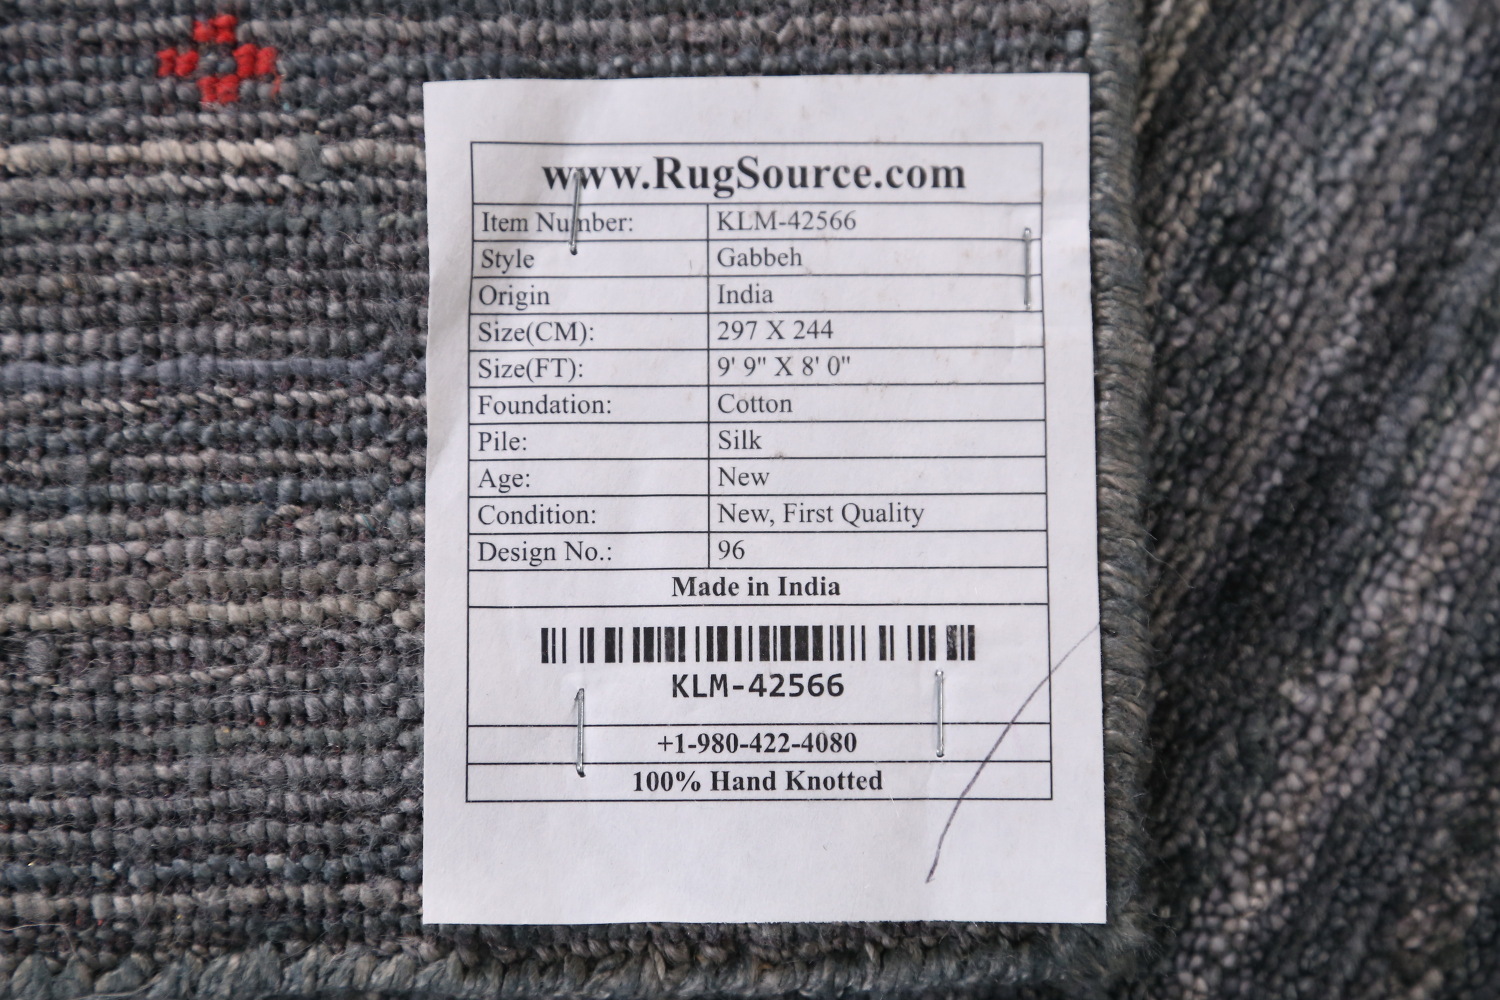 www.RugSource.com
Item Number: KLM-42566
Style Gabbeh
Origin India
Size(CM): 297 X 244
Size(FT): 9' 9" X 8' 0"
Foundation: Cotton
Pile: Silk
Age: New
Condition: New, First Quality
Design No.: 96
Made in India
KLM-42566
+1-980-422-4080
100% Hand Knotted